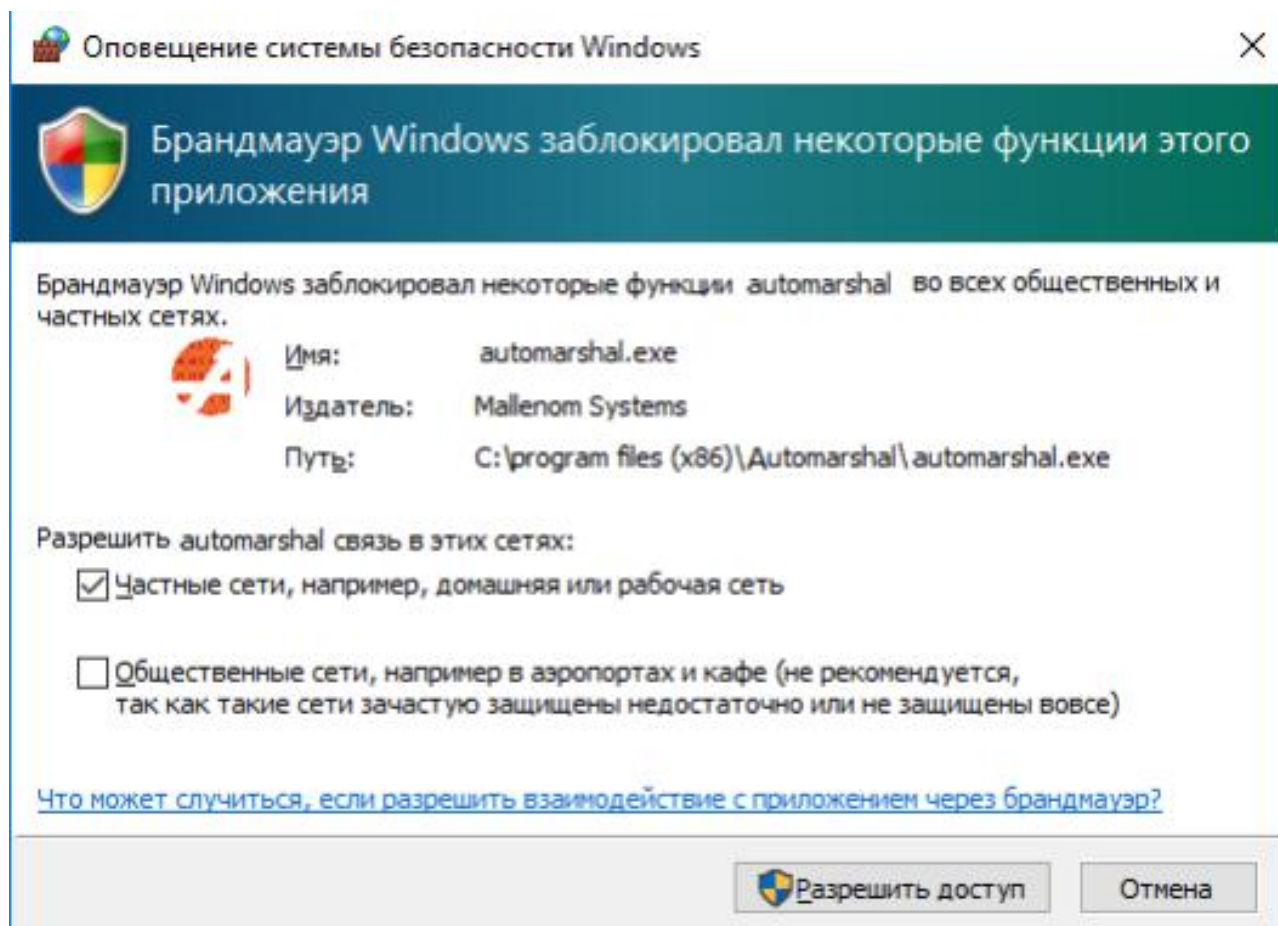 Оповещение системы безопасности Windows
Брандмауэр Windows заблокировал некоторые функции этого
приложения
Брандмауэр Windows заблокировал некоторые функции automarshal во всех общественных и
частных сетях.
Имя: automarshal.exe
Издатель: Mallenom Systems
Путь: C:\program files (x86)\Automarshal\automarshal.exe
Разрешить automarshal связь в этих сетях:
Частные сети, например, домашняя или рабочая сеть
Общественные сети, например в аэропортах и кафе (не рекомендуется,
так как такие сети зачастую защищены недостаточно или не защищены вовсе)
Что может случиться, если разрешить взаимодействие с приложением через брандмауэр?
Разрешить доступ Отмена